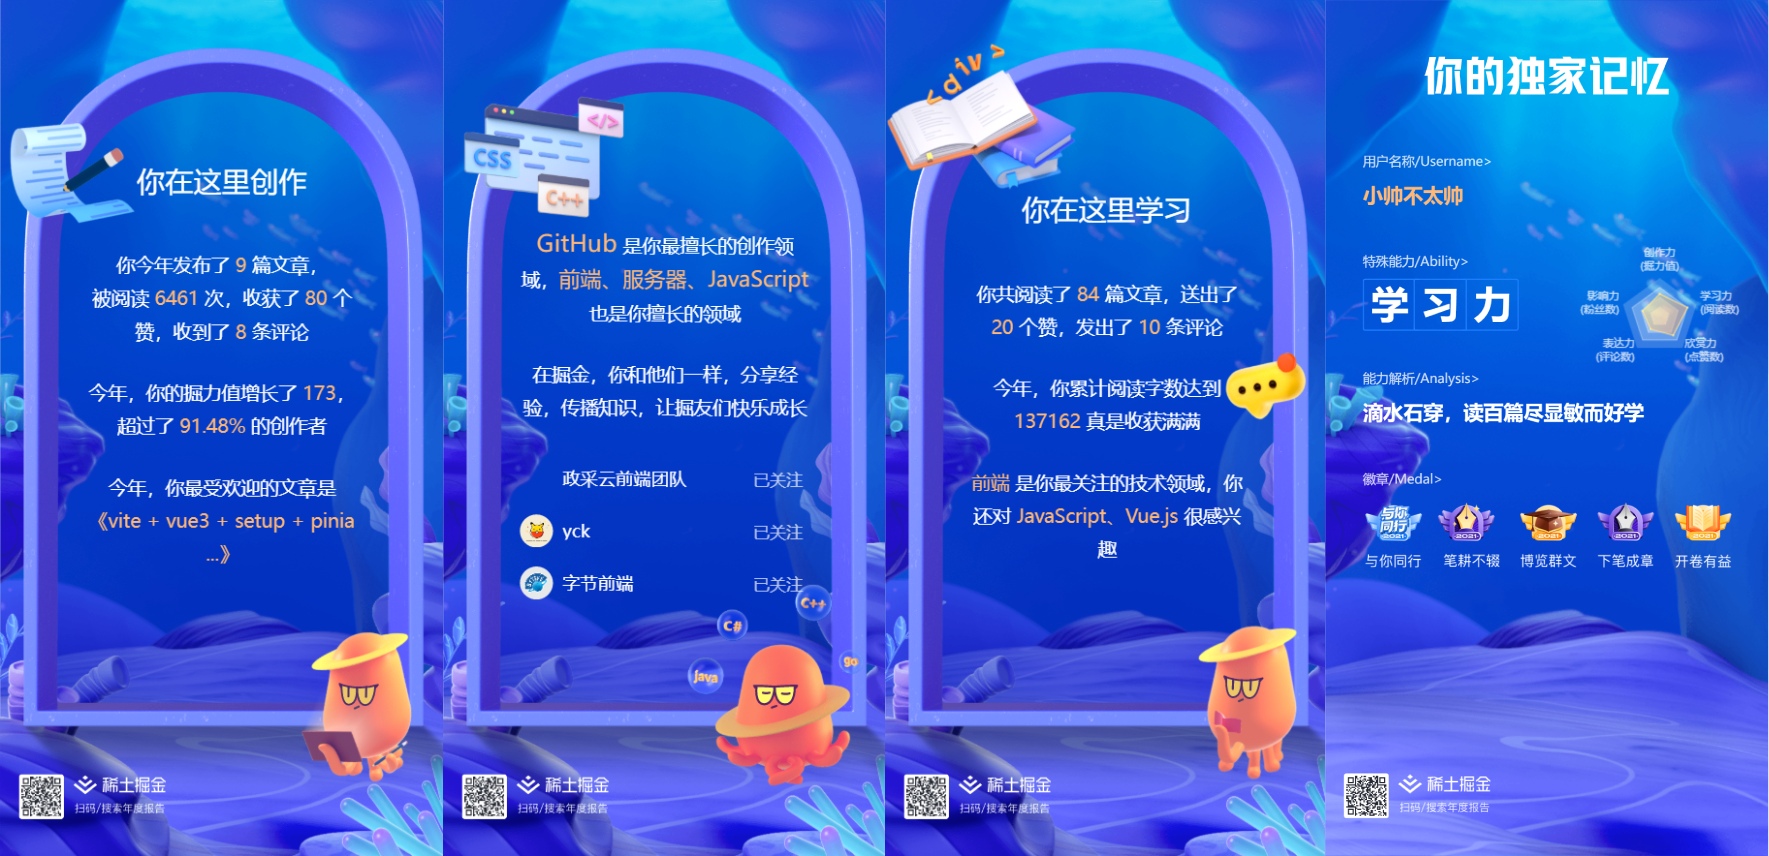 你在这里创作
你今年发布了 9 篇文章，
被阅读 6461 次，收获了 80 个
赞，收到了 8 条评论
今年，你的掘力值增长了 173，
超过了 91.48% 的创作者
今年，你最受欢迎的文章是
《vite + vue3 + setup + pinia
...》
稀土掘金
扫码/搜索年度报告
</>
CSS
C++
GitHub 是你最擅长的创作领
域，前端、服务器、JavaScript
也是你擅长的领域
在掘金，你和他们一样，分享经
验，传播知识，让掘友们快乐成长
政采云前端团队 已关注
yck 已关注
字节前端 已关注
C++
C#
go
Java
稀土掘金
扫码/搜索年度报告
<div>
你在这里学习
你共阅读了 84 篇文章，送出了
20 个赞，发出了 10 条评论
今年，你累计阅读字数达到
137162 真是收获满满
前端 是你最关注的技术领域，你
还对 JavaScript、Vue.js 很感兴
趣
稀土掘金
扫码/搜索年度报告
你的独家记忆
用户名称/Username>
小帅不太帅
特殊能力/Ability>
学习力
创作力
(掘力值)
影响力
(粉丝数)
学习力
(阅读数)
表达力
(评论数)
欣赏力
(点赞数)
能力解析/Analysis>
滴水石穿，读百篇尽显敏而好学
徽章/Medal>
与你
同行
2021
2021
2021
2021
2021
与你同行 笔耕不辍 博览群文 下笔成章 开卷有益
稀土掘金
扫码/搜索年度报告